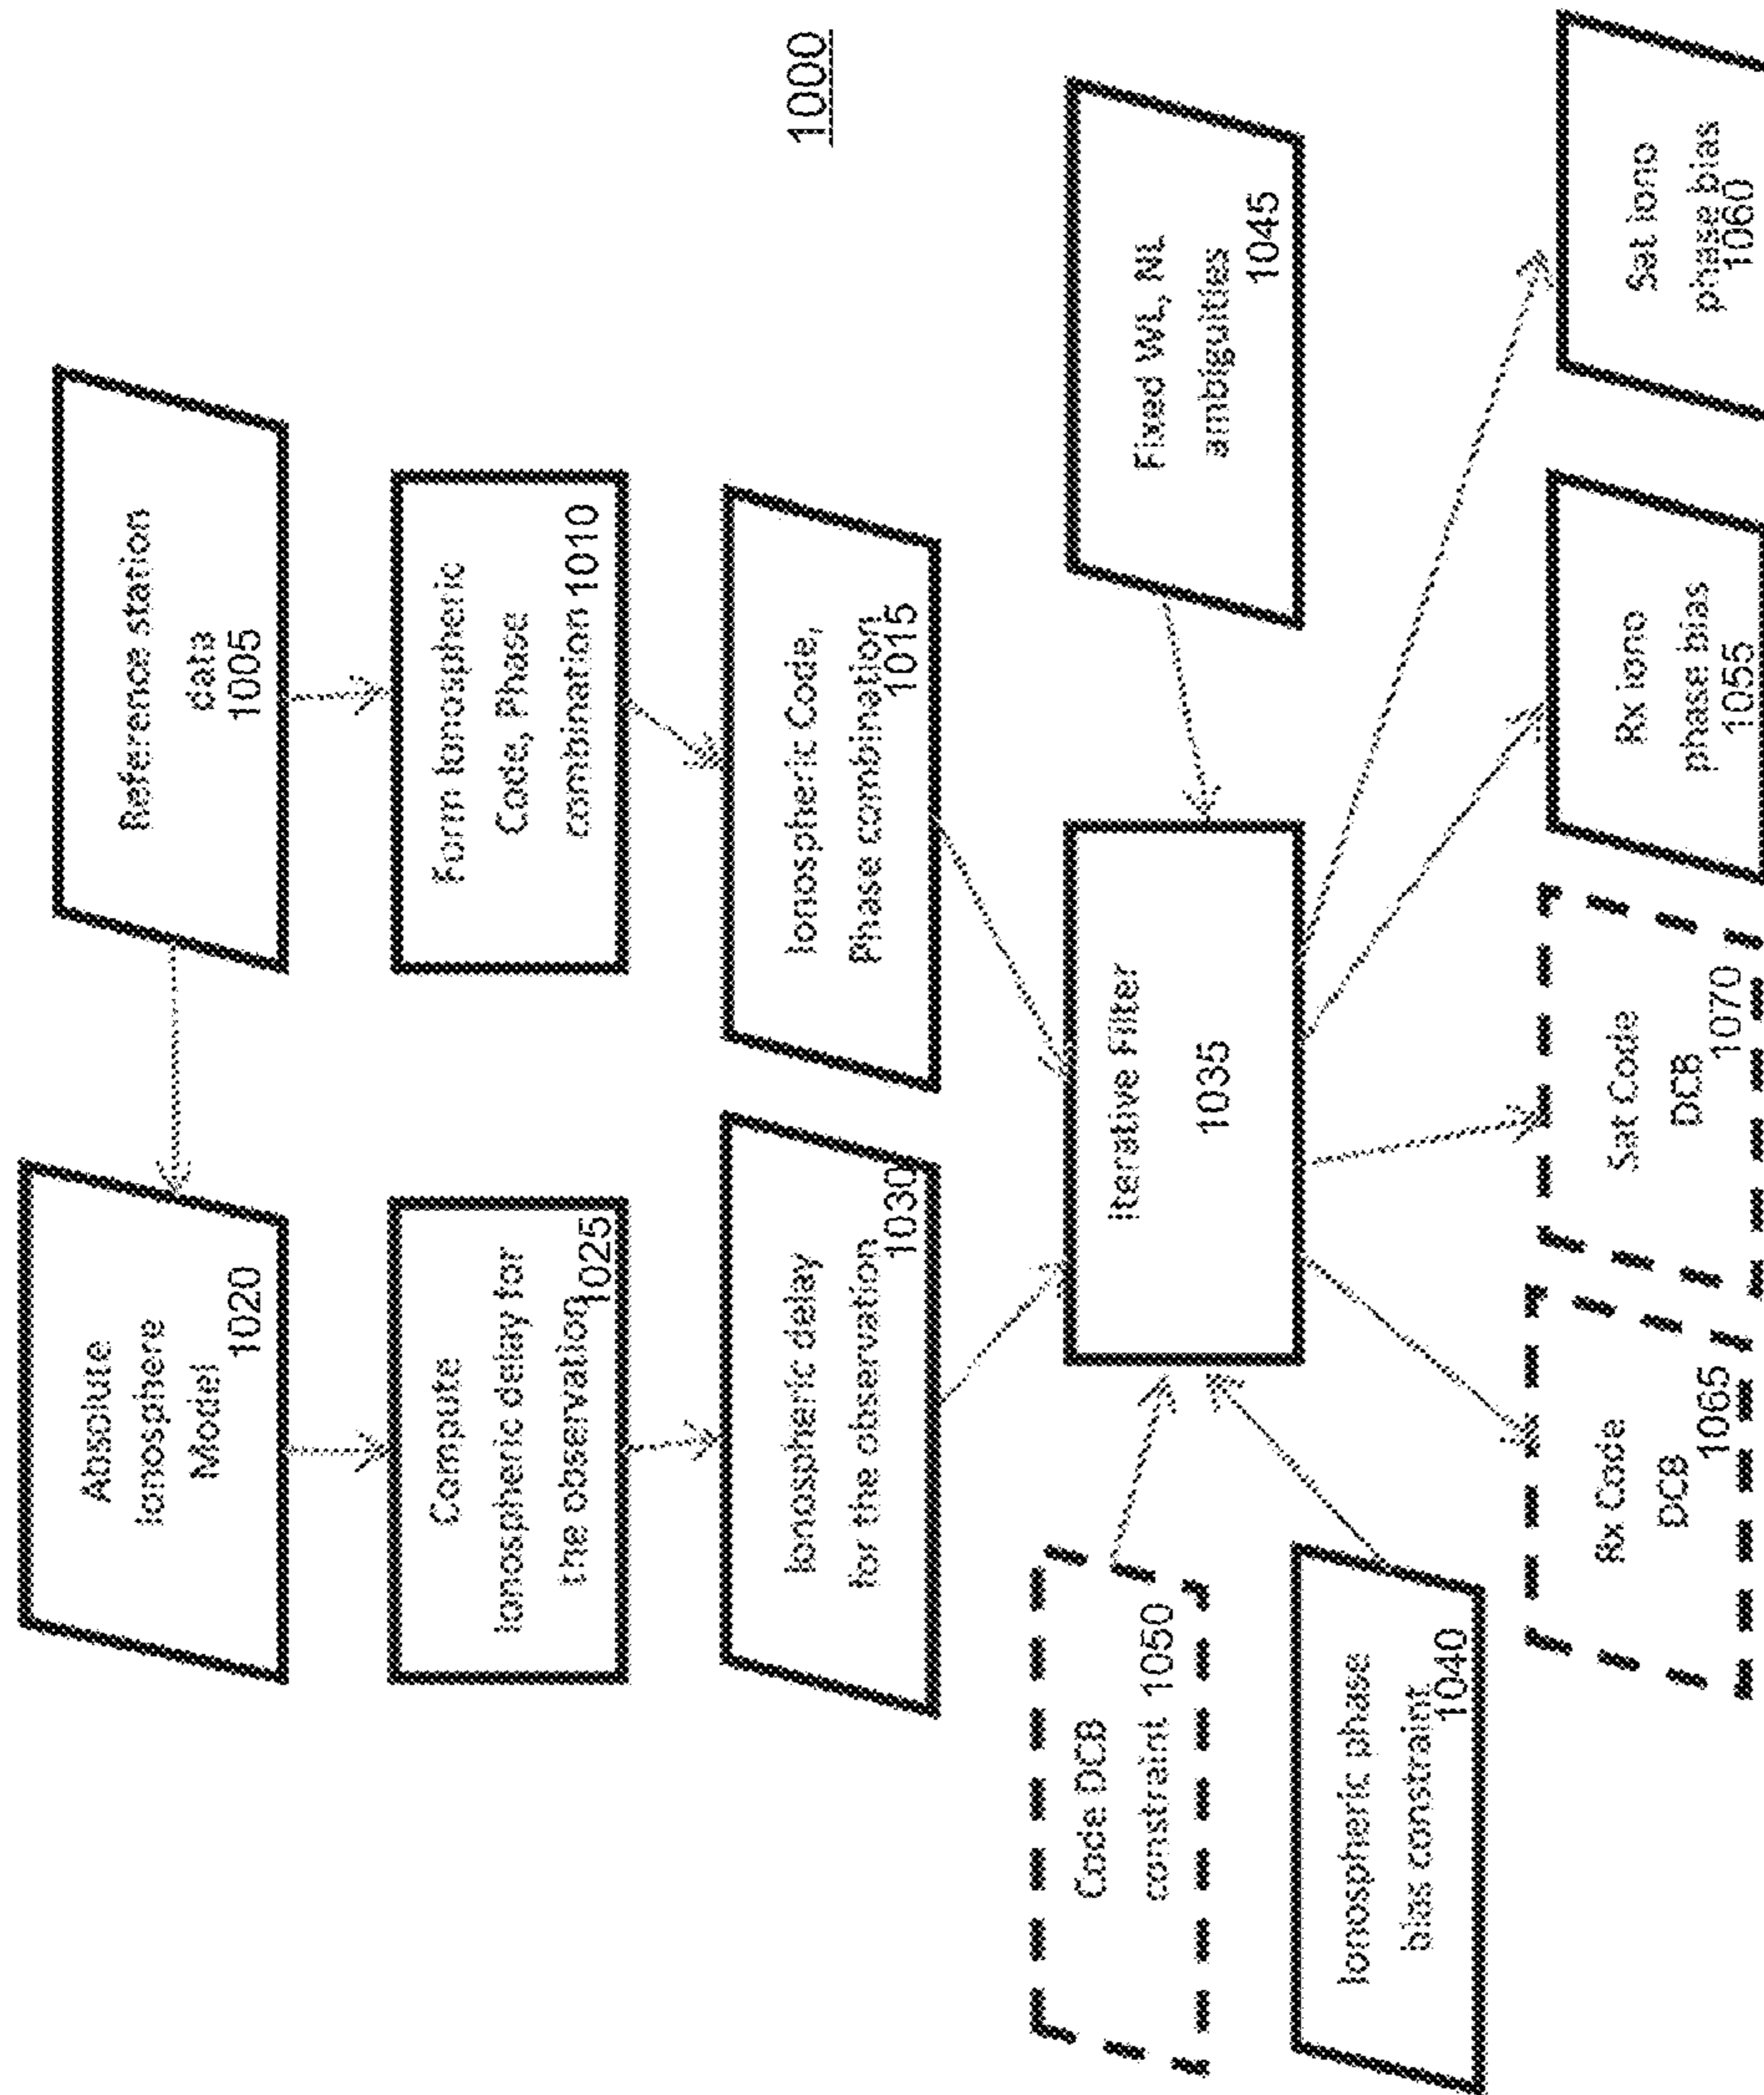 1000
Absolute
Ionosphere
Model
1020
Reference station
data
1005
Compute
Ionospheric delay for
the observation
1025
Form Ionospheric
Code, Phase
combination 1010
Ionospheric delay
for the observation
1030
Ionospheric Code,
Phase combination
1015
Code DCB
constraint 1050
Iterative Filter
1035
Fixed WL, NL
ambiguities
1045
Ionospheric phase
bias constraint
1040
Rx Code
DCB
1065
Sat Code
DCB
1070
Rx iono
phase bias
1055
Sat iono
phase bias
1060